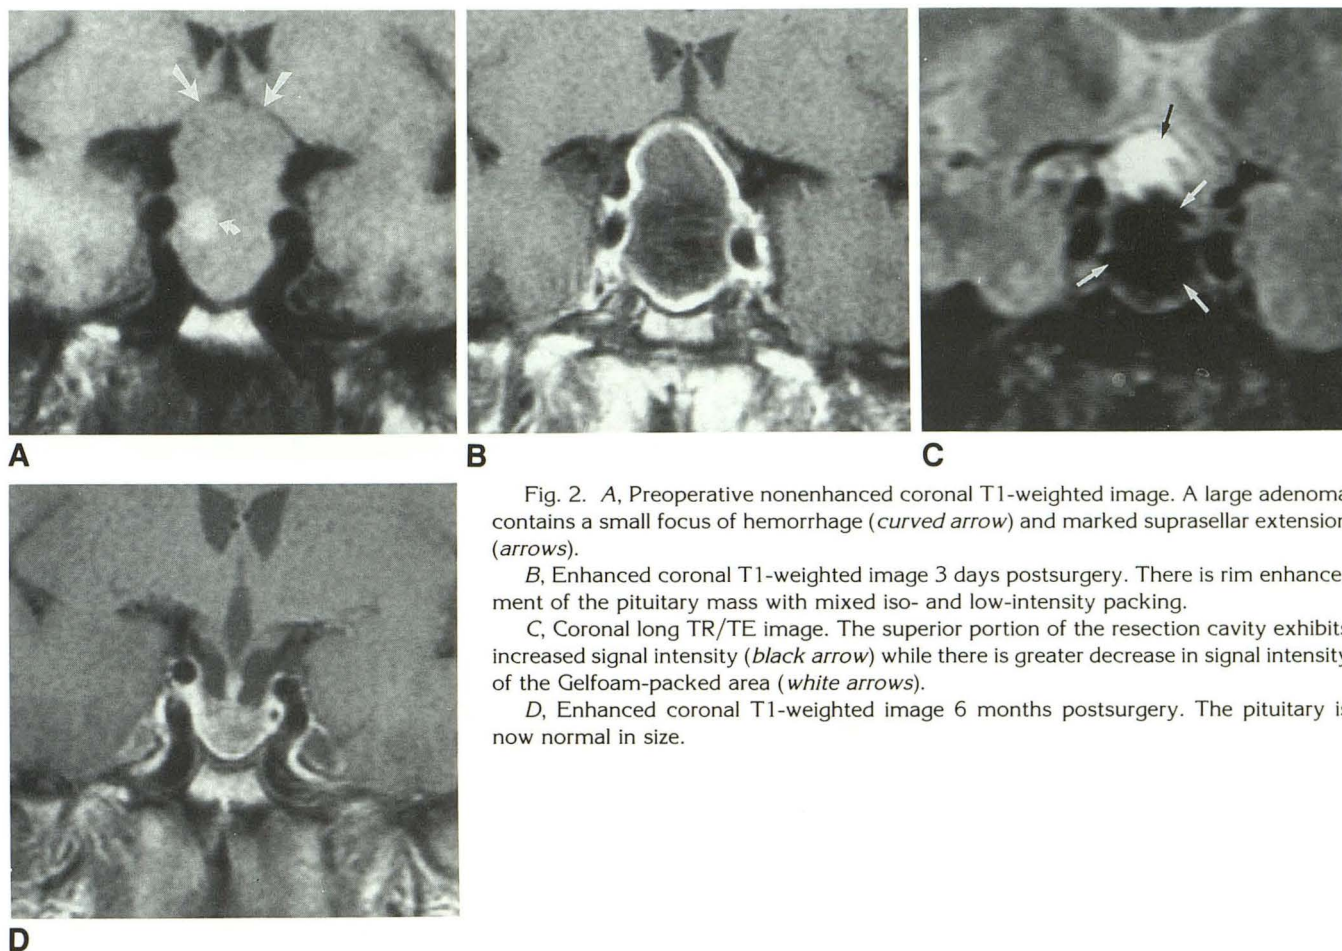 A
B
C
Fig. 2. A, Preoperative nonenhanced coronal T1-weighted image. A large adenoma
contains a small focus of hemorrhage (curved arrow) and marked suprasellar extension
(arrows).
B, Enhanced coronal T1-weighted image 3 days postsurgery. There is rim enhance-
ment of the pituitary mass with mixed iso- and low-intensity packing.
C, Coronal long TR/TE image. The superior portion of the resection cavity exhibits
increased signal intensity (black arrow) while there is greater decrease in signal intensity
of the Gelfoam-packed area (white arrows).
D, Enhanced coronal T1-weighted image 6 months postsurgery. The pituitary is
now normal in size.
D